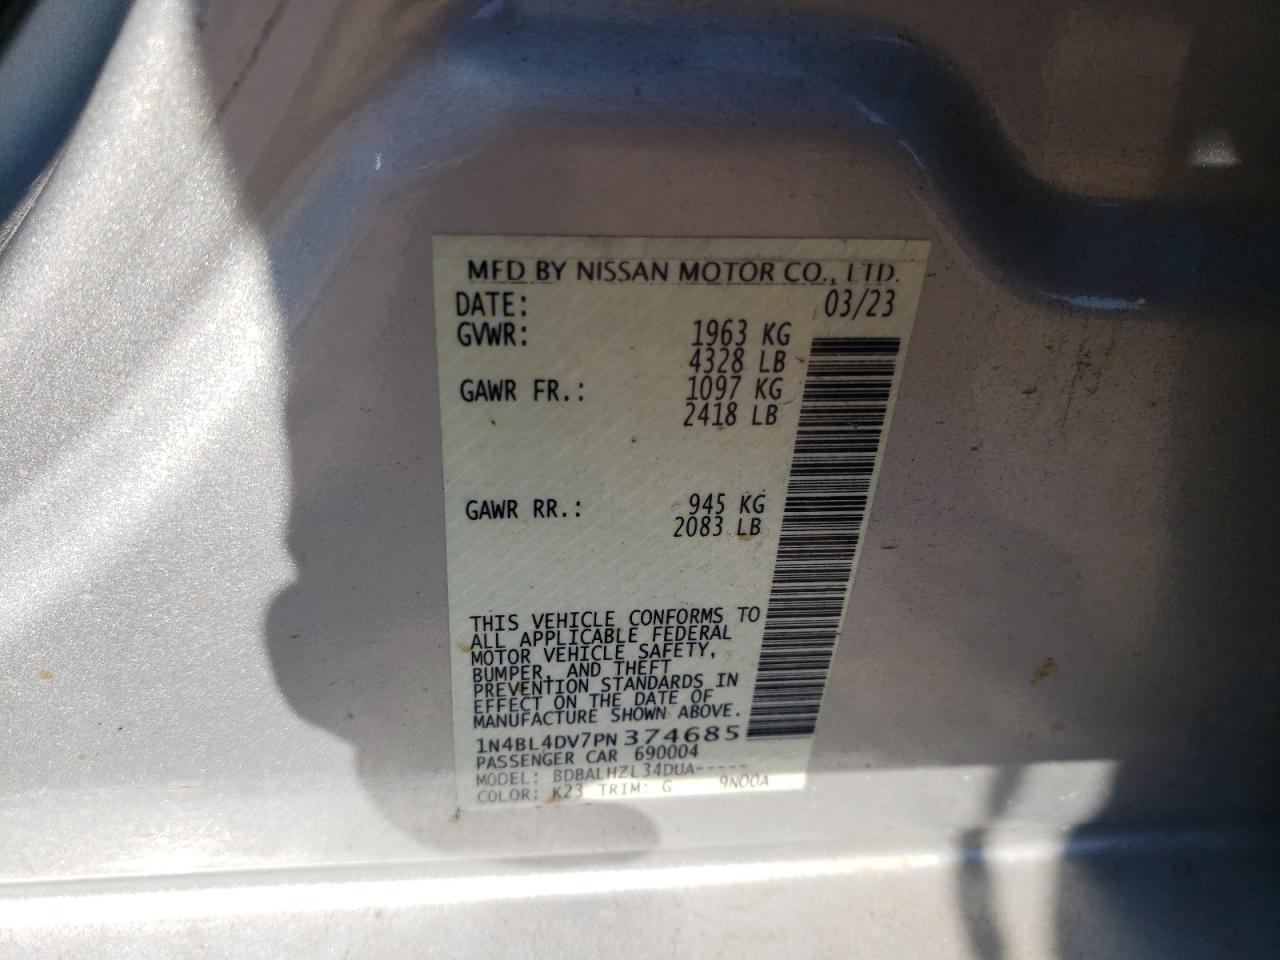 MFD BY NISSAN MOTOR CO., LTD.
DATE: 03/23
GVWR: 1963 KG
4328 LB
GAWR FR.: 1097 KG
2418 LB
GAWR RR.: 945 KG
2083 LB
THIS VEHICLE CONFORMS TO
ALL APPLICABLE FEDERAL
MOTOR VEHICLE SAFETY,
BUMPER, AND THEFT
PREVENTION STANDARDS IN
EFFECT ON THE DATE OF
MANUFACTURE SHOWN ABOVE.
1N4BL4DV7PN374685
PASSENGER CAR 690004
MODEL: BDBALHZL34DUA-----
COLOR: K23 TRIM: G 9N00A